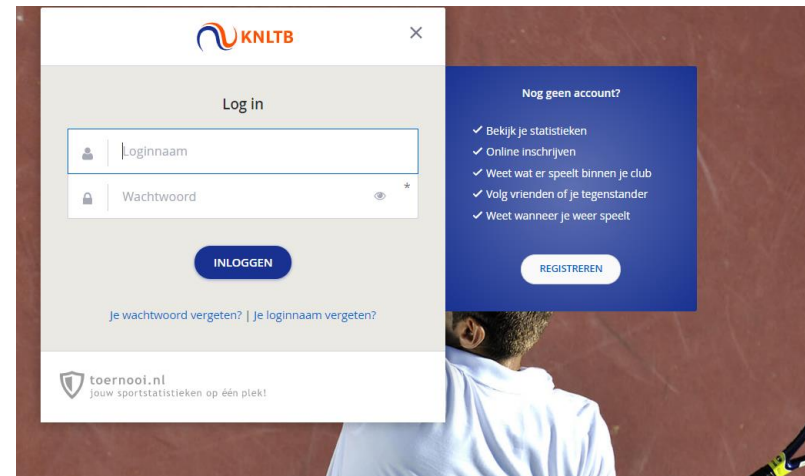 KNLTB
Log in
Loginnaam
Wachtwoord
*
INLOGGEN
Je wachtwoord vergeten? | Je loginnaam vergeten?
toernooi.nl
jouw sportstatistieken op één plek!
Nog geen account?
Bekijk je statistieken
Online inschrijven
Weet wat er speelt binnen je club
Volg vrienden of je tegenstander
Weet wanneer je weer speelt
REGISTREREN